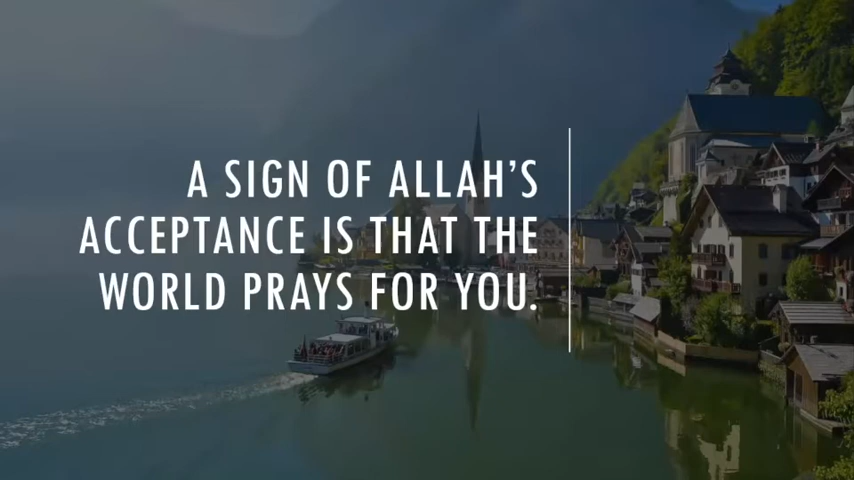 A SIGN OF ALLAH’S
ACCEPTANCE IS THAT THE
WORLD PRAYS FOR YOU.